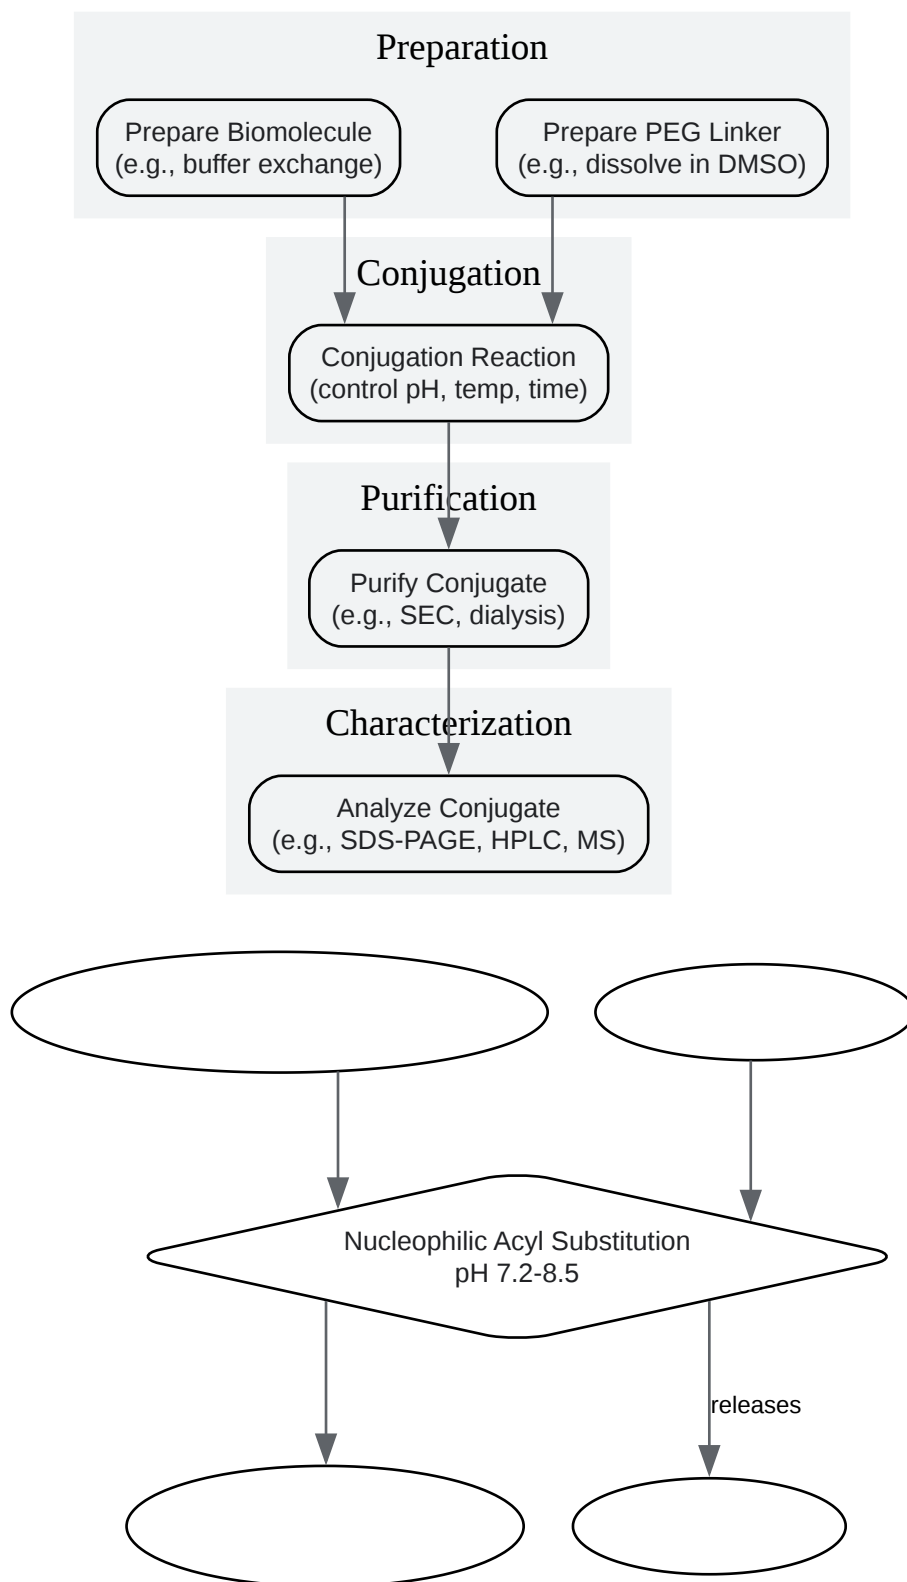 Preparation
Prepare Biomolecule
(e.g., buffer exchange)
Prepare PEG Linker
(e.g., dissolve in DMSO)
Conjugation
Conjugation Reaction
(control pH, temp, time)
Purification
Purify Conjugate
(e.g., SEC, dialysis)
Characterization
Analyze Conjugate
(e.g., SDS-PAGE, HPLC, MS)
Nucleophilic Acyl Substitution
pH 7.2-8.5
releases